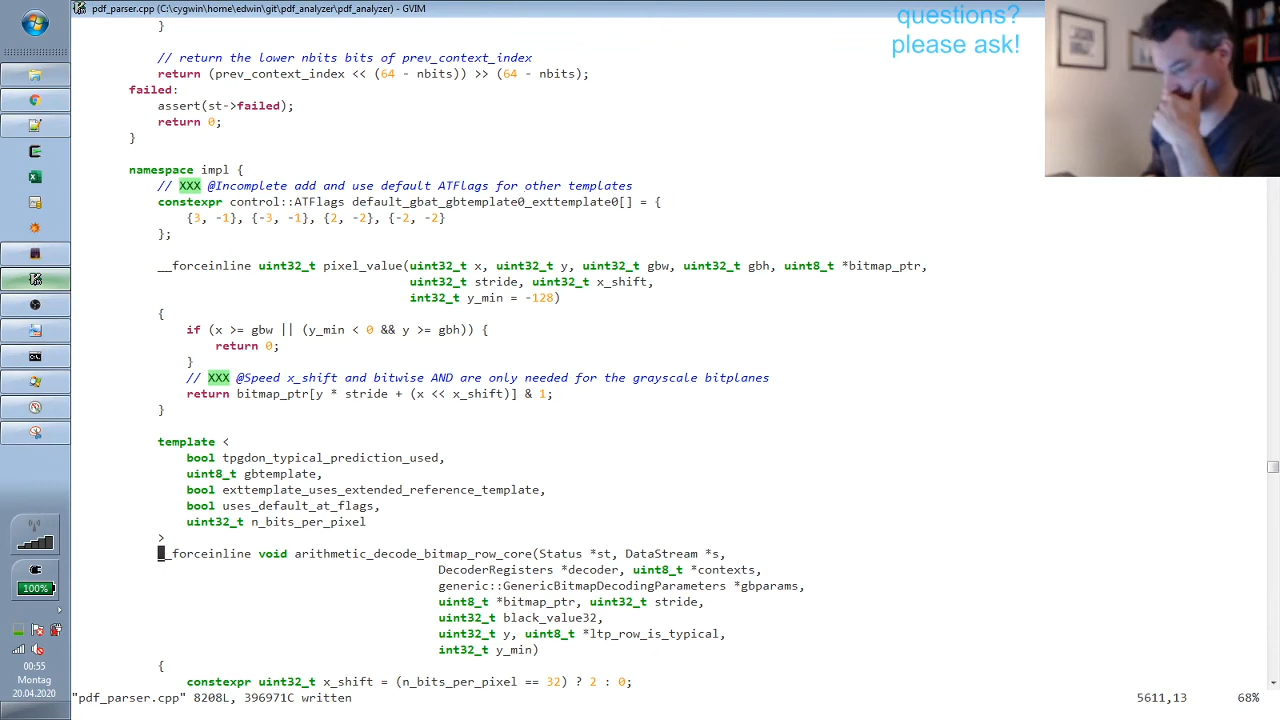 pdf_parser.cpp (C:\cygwin\home\edwin\git\pdf_analyzer\pdf_analyzer) - GVIM
questions?
please ask!
}
// return the lower nbits bits of prev_context_index
return (prev_context_index << (64 - nbits)) >> (64 - nbits);
failed:
assert(st->failed);
return 0;
}
namespace impl {
// XXX @Incomplete add and use default ATFlags for other templates
constexpr control::ATFlags default_gbat_gbtemplate0_exttemplate0[] = {
{3, -1}, {-3, -1}, {2, -2}, {-2, -2}
};
__forceinline uint32_t pixel_value(uint32_t x, uint32_t y, uint32_t gbw, uint32_t gbh, uint8_t *bitmap_ptr,
uint32_t stride, uint32_t x_shift,
int32_t y_min = -128)
{
if (x >= gbw || (y_min < 0 && y >= gbh)) {
return 0;
}
// XXX @Speed x_shift and bitwise AND are only needed for the grayscale bitplanes
return bitmap_ptr[y * stride + (x << x_shift)] & 1;
}
template <
bool tpgdon_typical_prediction_used,
uint8_t gbtemplate,
bool exttemplate_uses_extended_reference_template,
bool uses_default_at_flags,
uint32_t n_bits_per_pixel
>
__forceinline void arithmetic_decode_bitmap_row_core(Status *st, DataStream *s,
DecoderRegisters *decoder, uint8_t *contexts,
generic::GenericBitmapDecodingParameters *gbparams,
uint8_t *bitmap_ptr, uint32_t stride,
uint32_t black_value32,
uint32_t y, uint8_t *ltp_row_is_typical,
int32_t y_min)
{
constexpr uint32_t x_shift = (n_bits_per_pixel == 32) ? 2 : 0;
"pdf_parser.cpp" 8208L, 396971C written
5611,13
68%
100%
00:55
Montag
20.04.2020